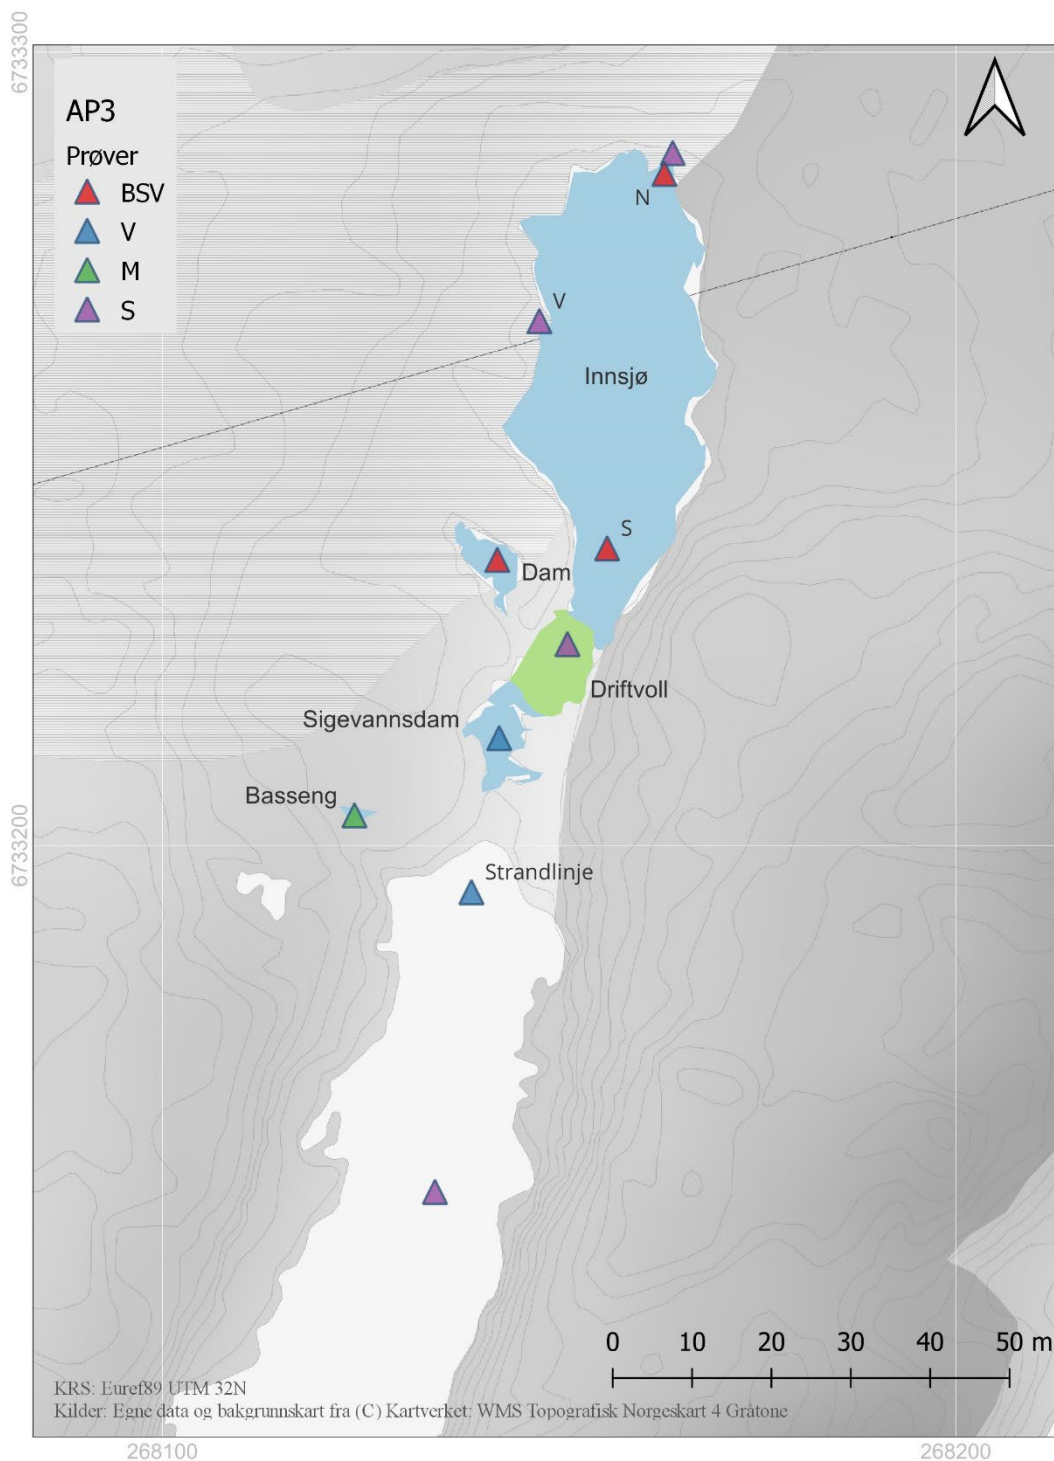 6733300
AP3
Prøver
BSV
V
M
S
N
V
Innsjø
S
Dam
Driftvoll
Sigevannsdam
Basseng
6733200
Strandlinje
0 10 20 30 40 50 m
KRS: Euref89 UTM 32N
Kilder: Egne data og bakgrunnskart fra (C) Kartverket: WMS Topografisk Norgeskart 4 Gråtone
268100 268200